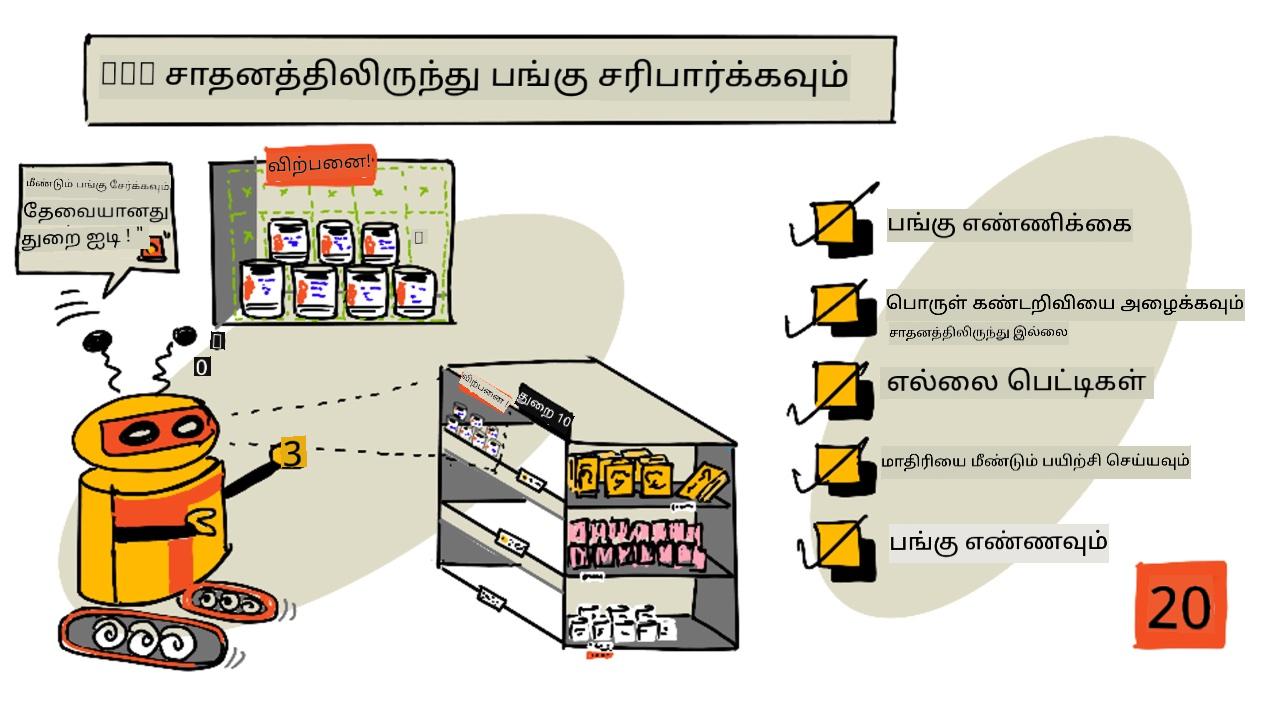 சாதனத்திலிருந்து பங்கு சரிபார்க்கவும்
மீண்டும் பங்கு சேர்க்கவும்
தேவையானது
துறை ஐடி ! "
விற்பனை!
0
3
விற்பனை !
துறை 10
பங்கு எண்ணிக்கை
பொருள் கண்டறிவியை அழைக்கவும்
சாதனத்திலிருந்து இல்லை
எல்லை பெட்டிகள்
மாதிரியை மீண்டும் பயிற்சி செய்யவும்
பங்கு எண்ணவும்
20